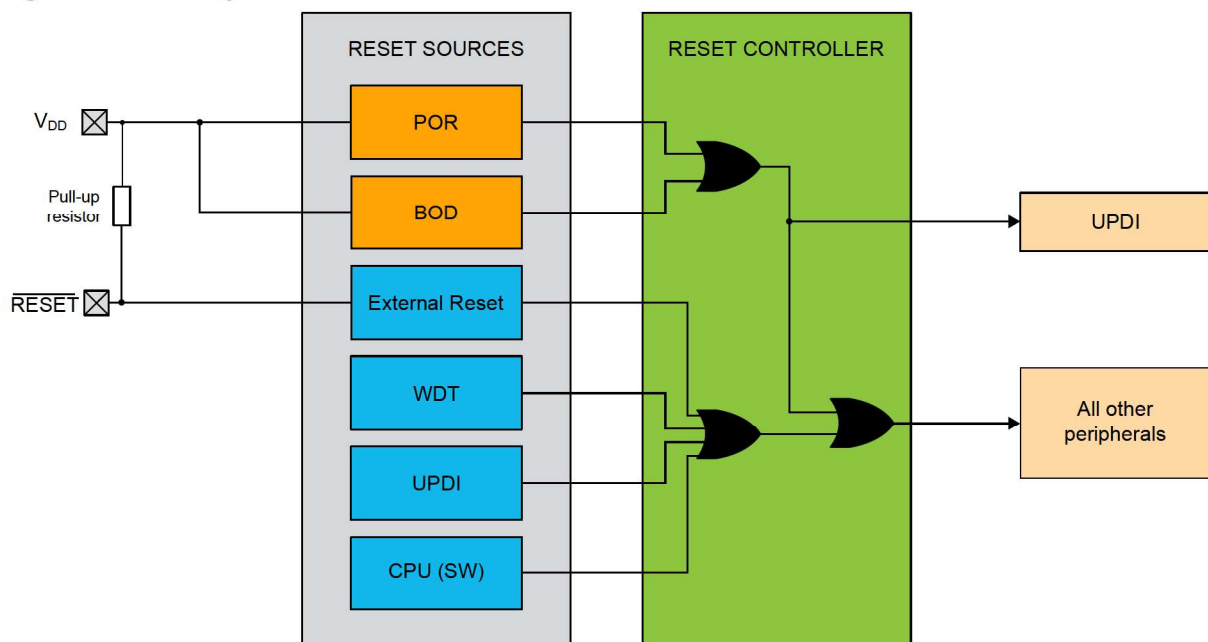 RESET SOURCES
RESET CONTROLLER
VDD
POR
Pull-up
resistor
BOD
UPDI
RESET
External Reset
WDT
All other
peripherals
UPDI
CPU (SW)